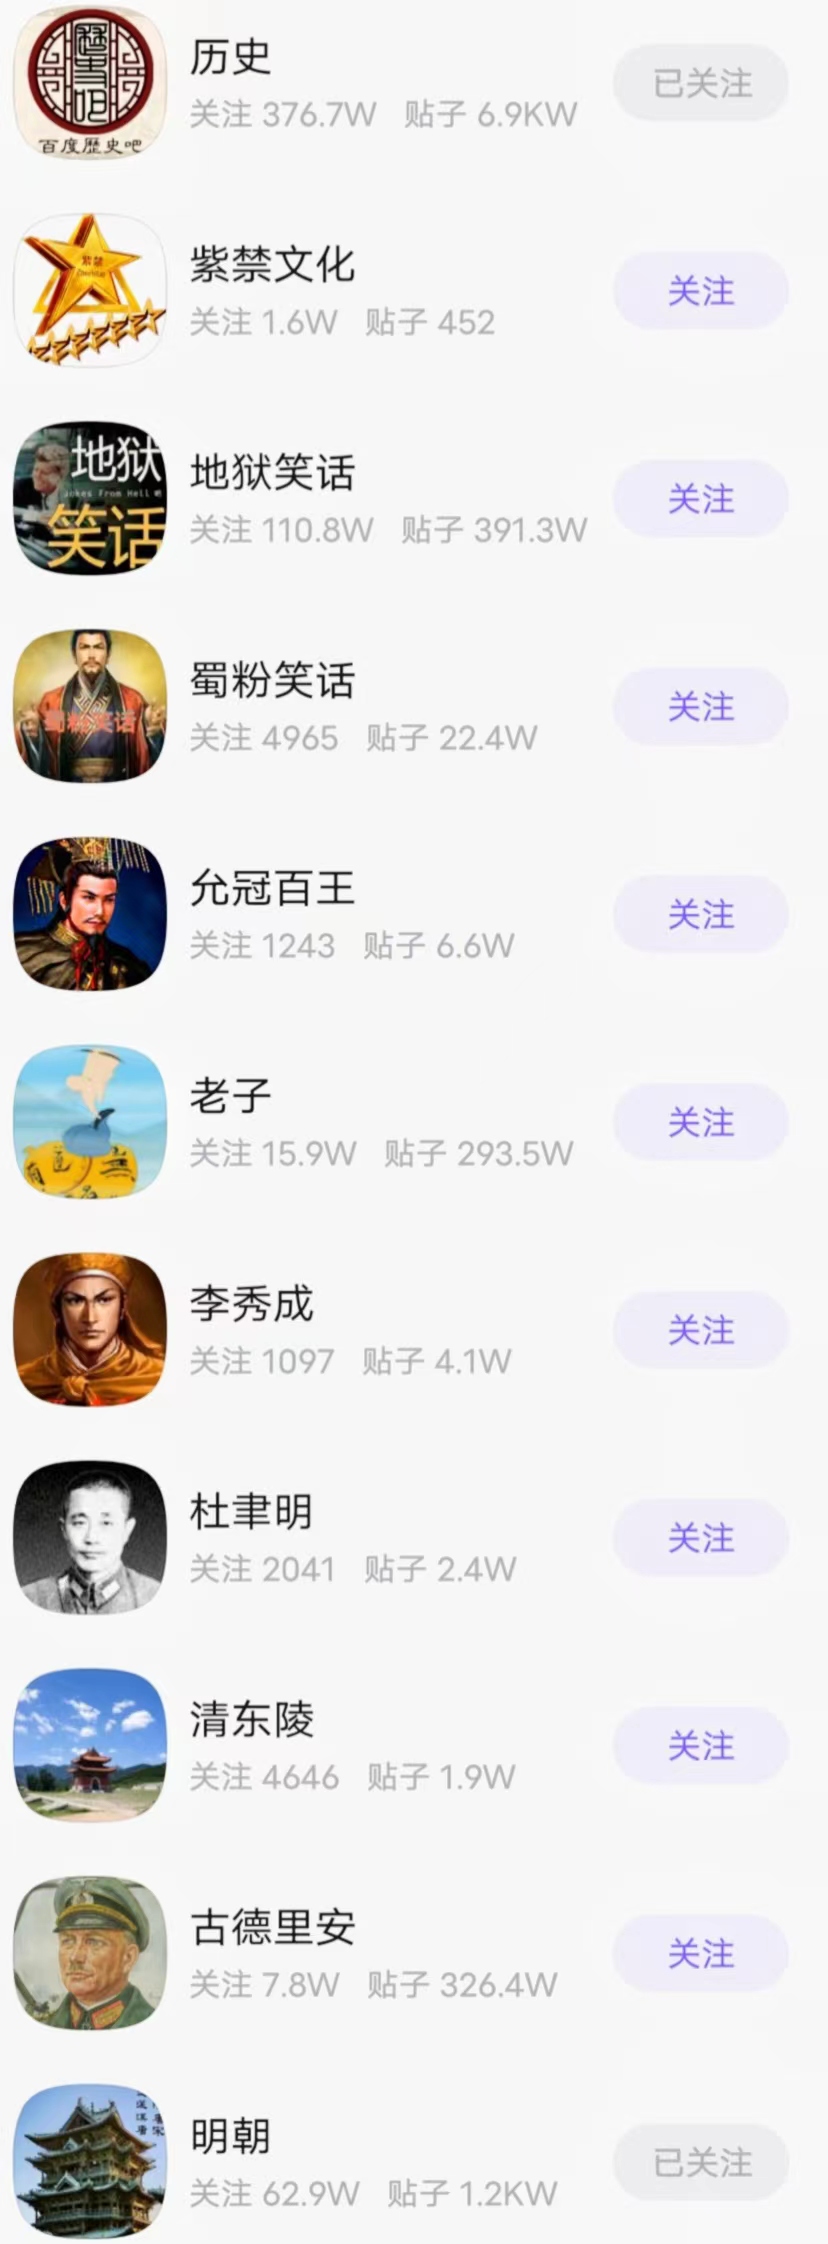 百度歷史吧
历史
关注 376.7W 贴子 6.9KW
已关注
紫禁
紫禁文化
关注 1.6W 贴子 452
关注
地狱
Jokes From Hell 吧
笑话
地狱笑话
关注 110.8W 贴子 391.3W
关注
蜀粉笑话
蜀粉笑话
关注 4965 贴子 22.4W
关注
允冠百王
关注 1243 贴子 6.6W
关注
老子
关注 15.9W 贴子 293.5W
关注
李秀成
关注 1097 贴子 4.1W
关注
杜聿明
关注 2041 贴子 2.4W
关注
清东陵
关注 4646 贴子 1.9W
关注
古德里安
关注 7.8W 贴子 326.4W
关注
明朝
关注 62.9W 贴子 1.2KW
已关注